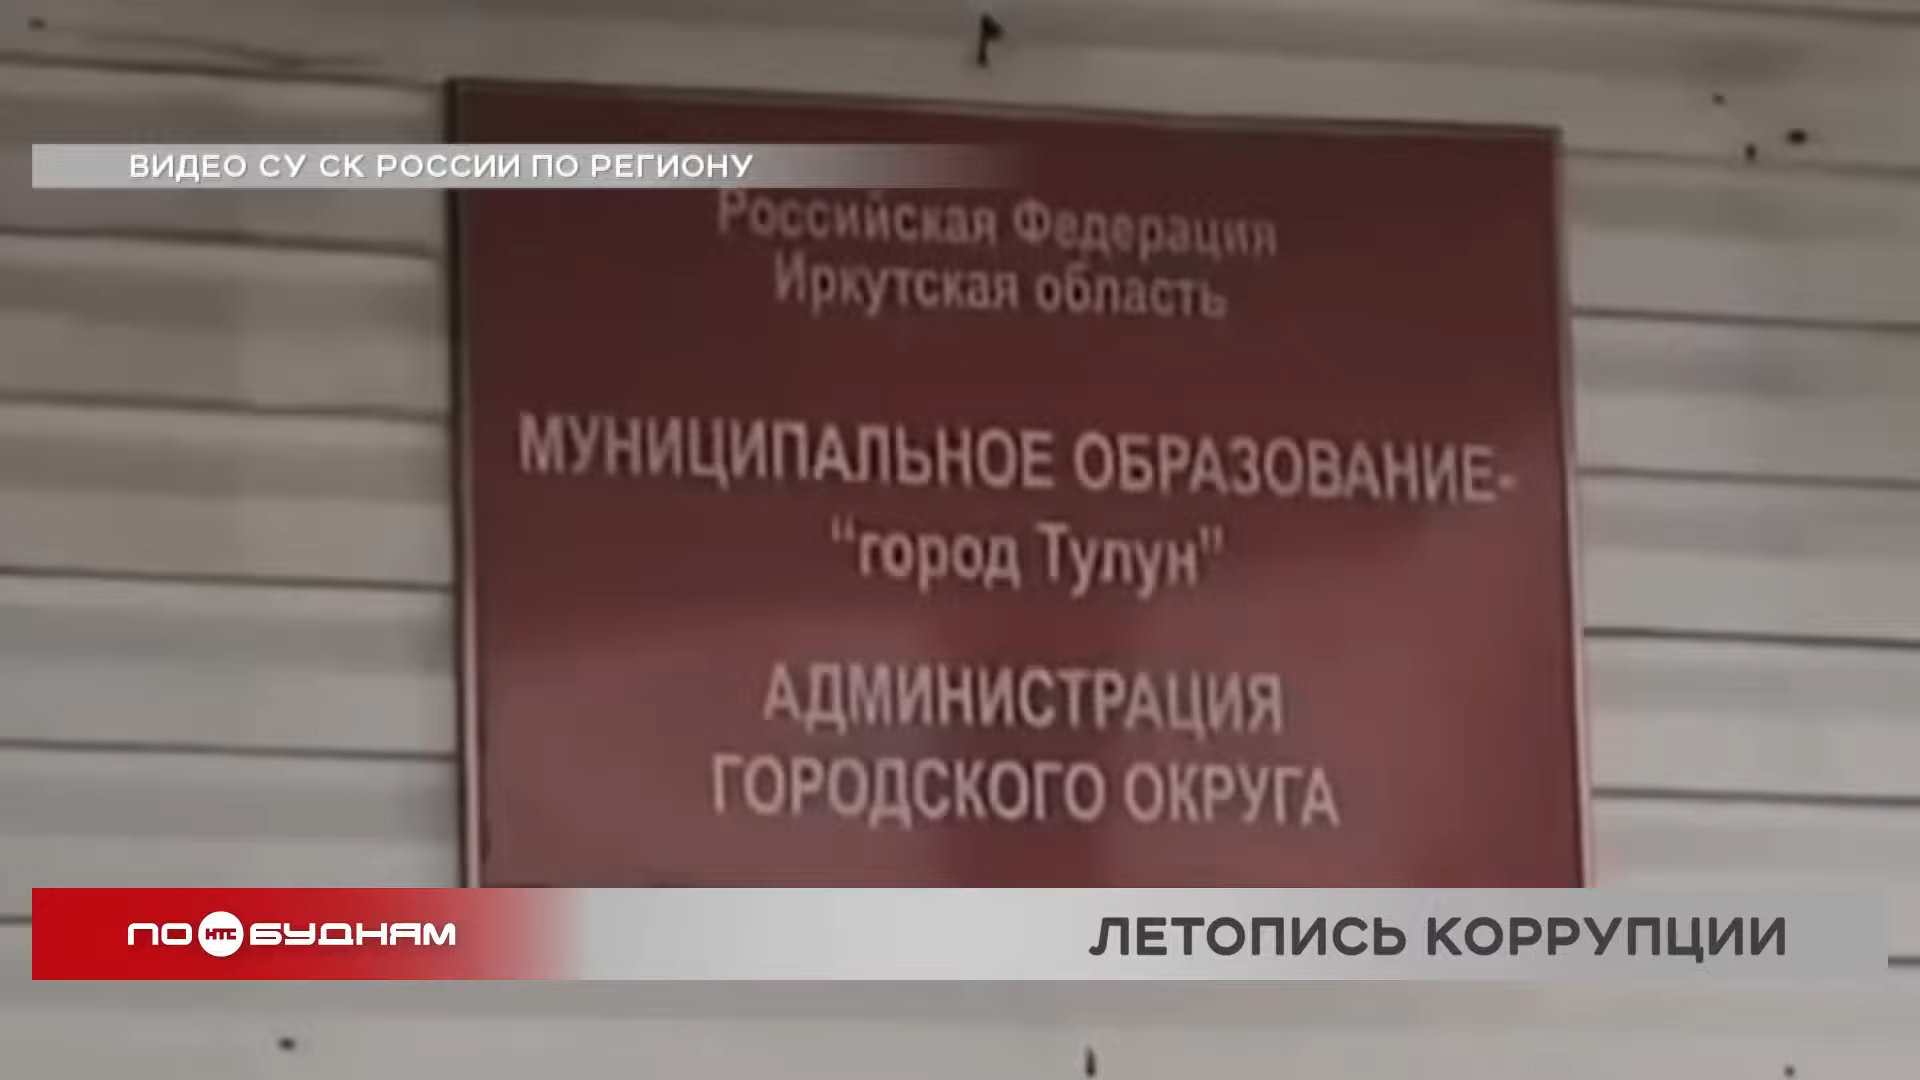 ВИДЕО СУ СК РОССИИ ПО РЕГИОНУ
Российская Федерация
Иркутская область
МУНИЦИПАЛЬНОЕ ОБРАЗОВАНИЕ-
"город Тулун"
АДМИНИСТРАЦИЯ
ГОРОДСКОГО ОКРУГА
ПО НТС БУДНЯМ
ЛЕТОПИСЬ КОРРУПЦИИ